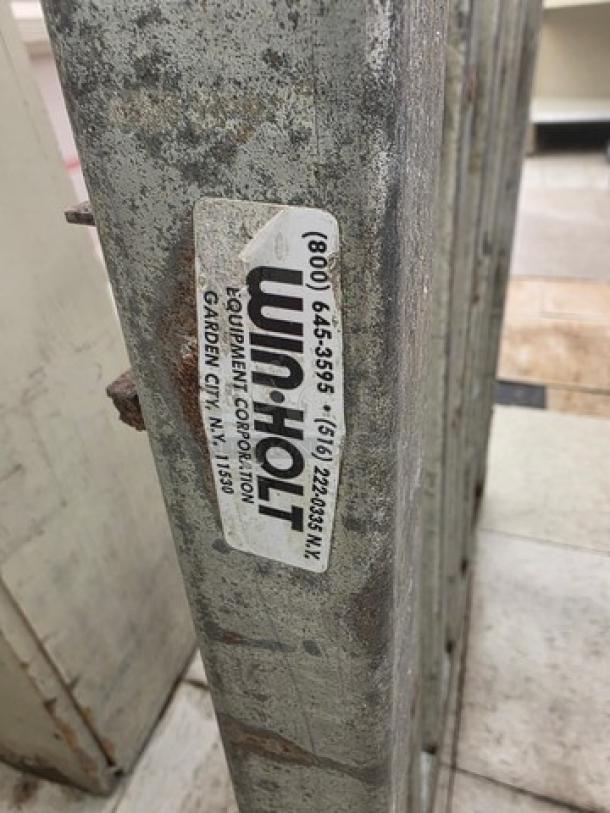 (800) 645-3595 • (516) 222-0335 N.Y.
WIN·HOLT
EQUIPMENT CORPORATION
GARDEN CITY, N.Y. 11530